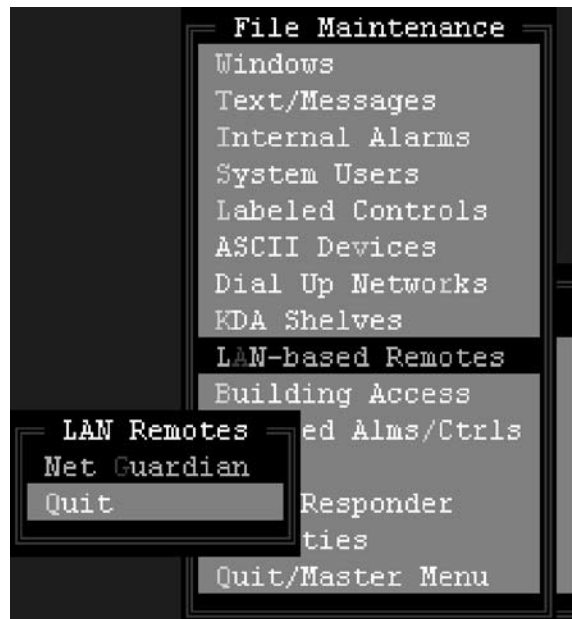 File Maintenance
Windows
Text/Messages
Internal Alarms
System Users
Labeled Controls
ASCII Devices
Dial Up Networks
KDA Shelves
LAN-based Remotes
Building Access
ed Alms/Ctrls
Responder
ties
Quit/Master Menu
LAN Remotes
Net Guardian
Quit